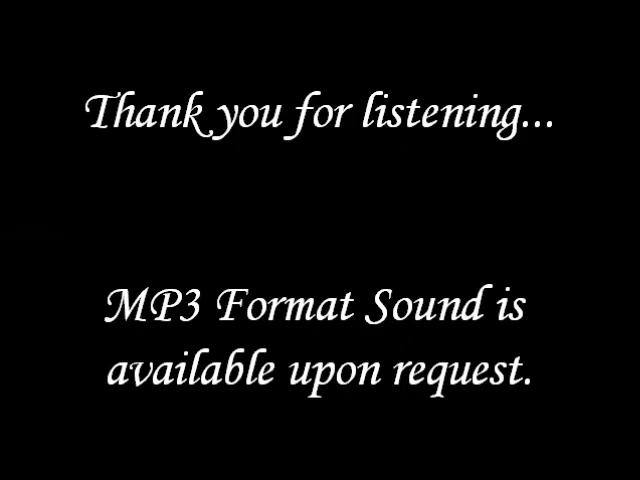 Thank you for listening...
MP3 Format Sound is
available upon request.